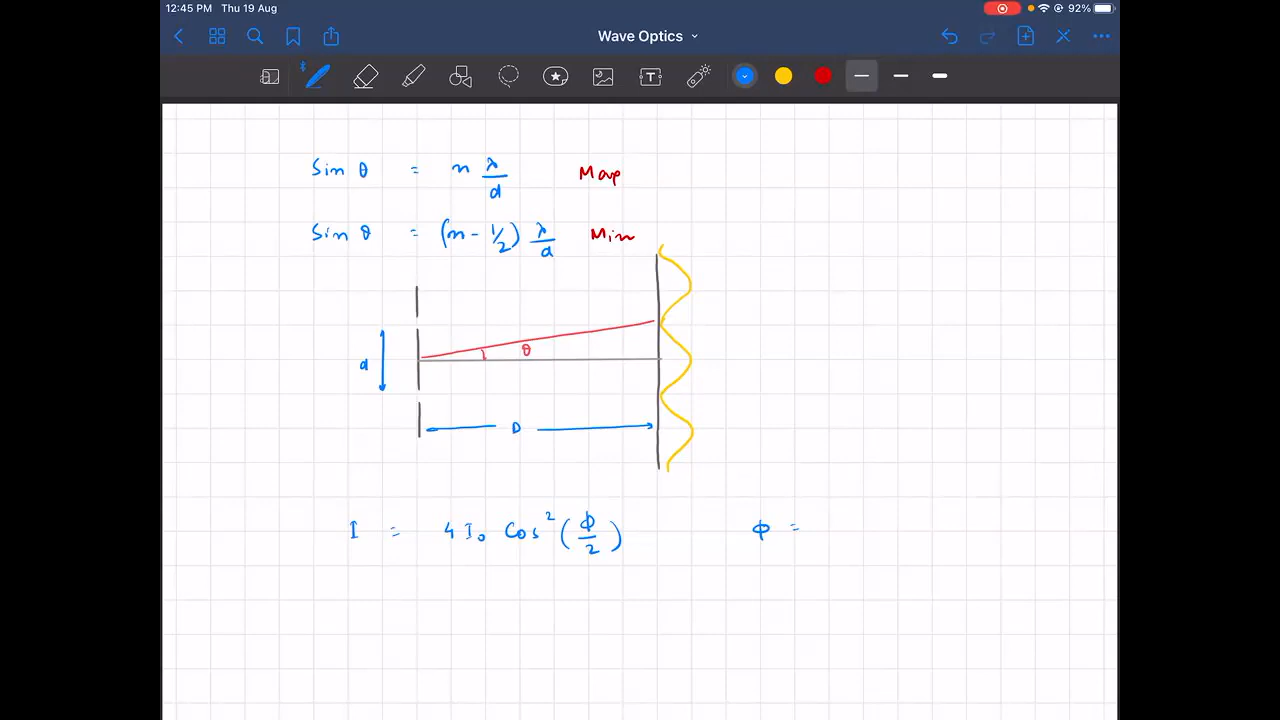 12:45 PM Thu 19 Aug 92%
Wave Optics
Sin θ = n λ/d Max
Sin θ = (n - 1/2) λ/d Min
θ
d
D
I = 4 I₀ Cos² (ϕ/2) ϕ =